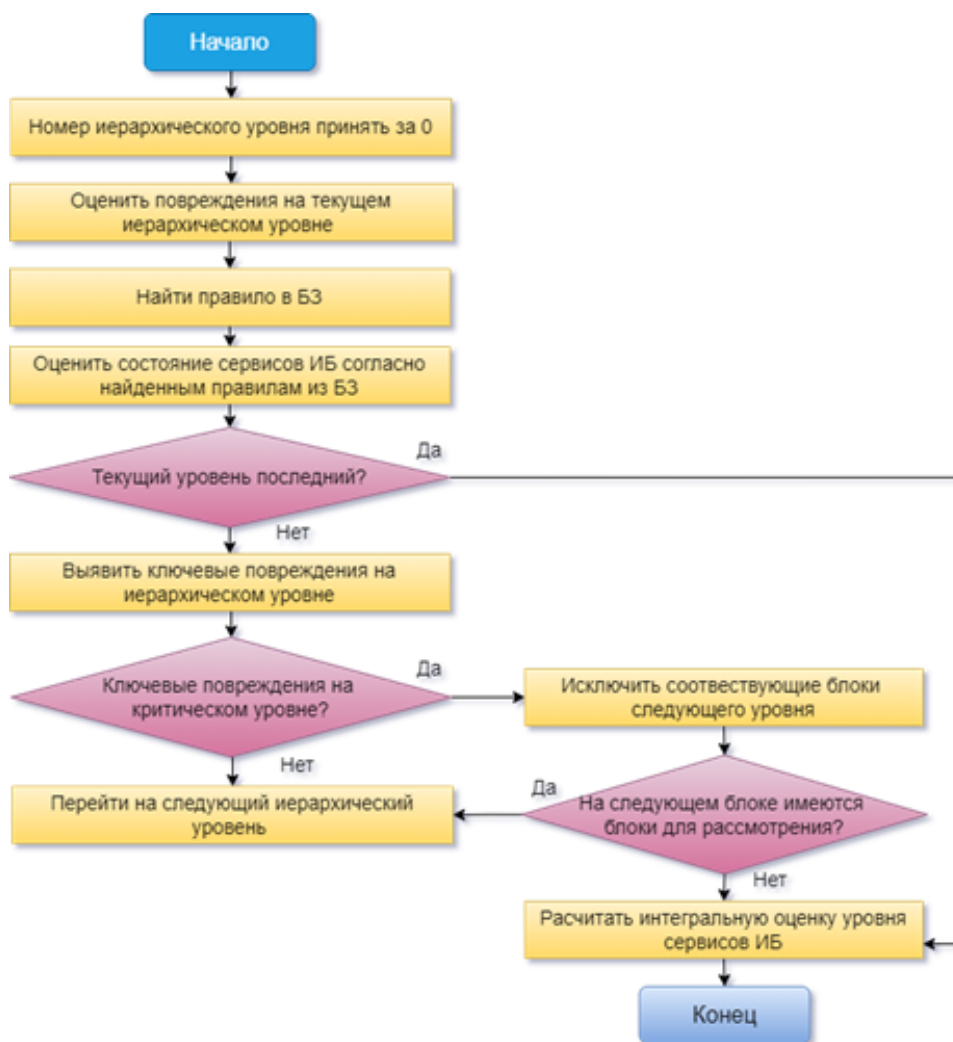 Начало
Номер иерархического уровня принять за 0
Оценить повреждения на текущем
иерархическом уровне
Найти правило в БЗ
Оценить состояние сервисов ИБ согласно
найденным правилам из БЗ
Да
Текущий уровень последний?
Нет
Выявить ключевые повреждения на
иерархическом уровне
Да
Ключевые повреждения на
критическом уровне?
Исключить соотвествующие блоки
следующего уровня
Нет
Да
Перейти на следующий иерархический
уровень
На следующем блоке имеются
блоки для рассмотрения?
Нет
Расчитать интегральную оценку уровня
сервисов ИБ
Конец